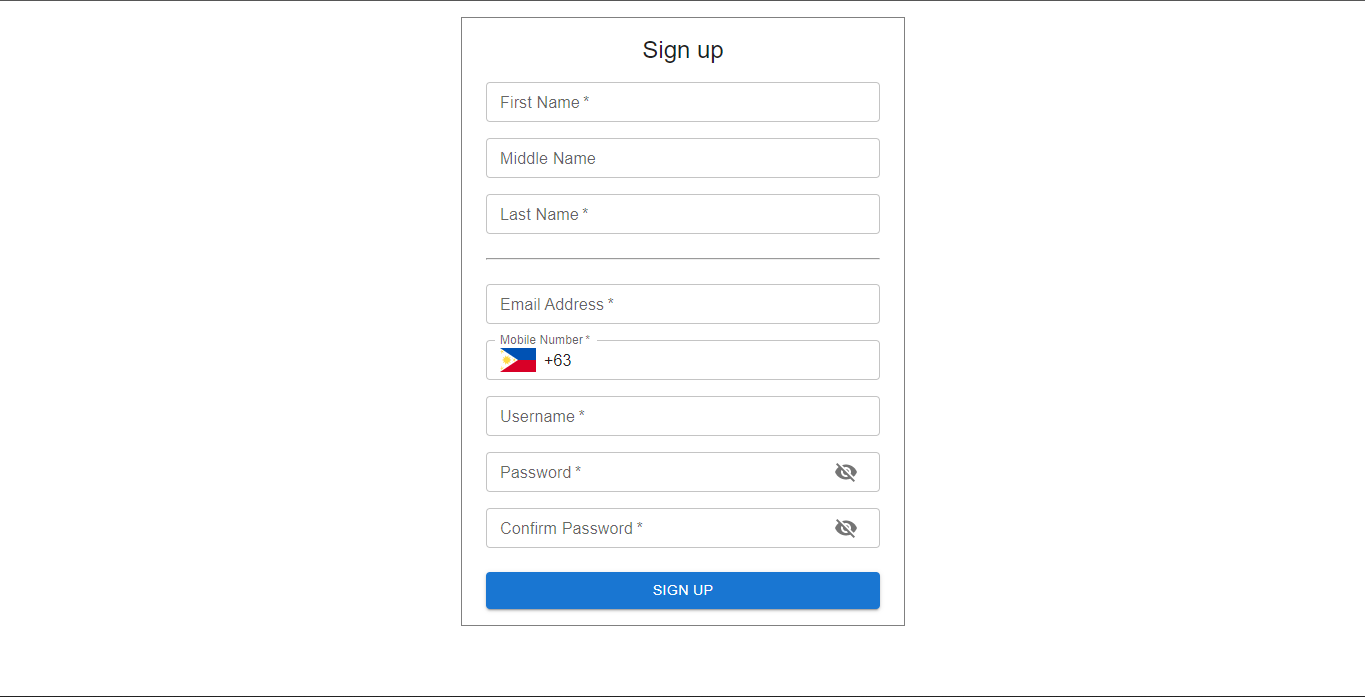 Sign up
First Name *
Middle Name
Last Name *
Email Address *
Mobile Number *
+63
Username *
Password *
Confirm Password *
SIGN UP